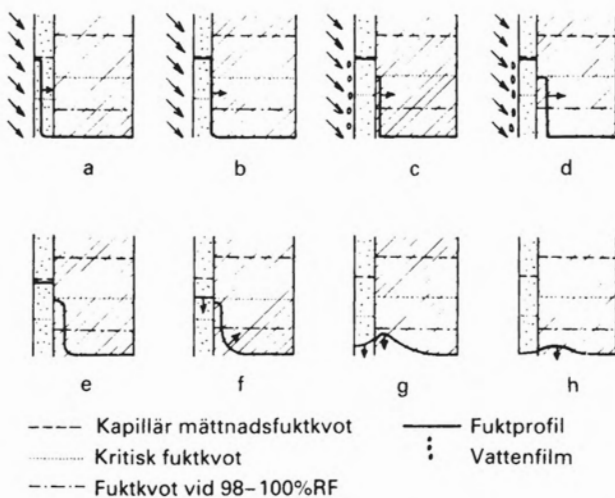 a
b
c
d
e
f
g
h
Kapillär mättnadsfuktkvot
Fuktprofil
Kritisk fuktkvot
Vattenfilm
Fuktkvot vid 98–100%RF